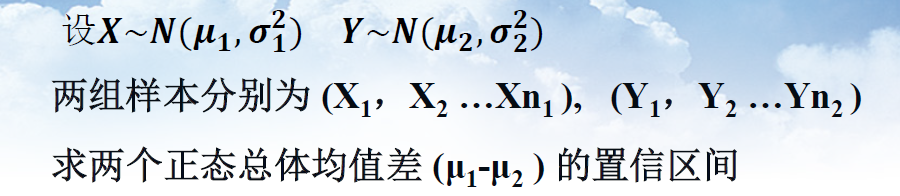 设X~N(μ₁,σ₁²) Y~N(μ₂,σ₂²)
两组样本分别为 (X₁，X₂ …Xn₁), (Y₁，Y₂ …Yn₂)
求两个正态总体均值差 (μ₁-μ₂ ) 的置信区间